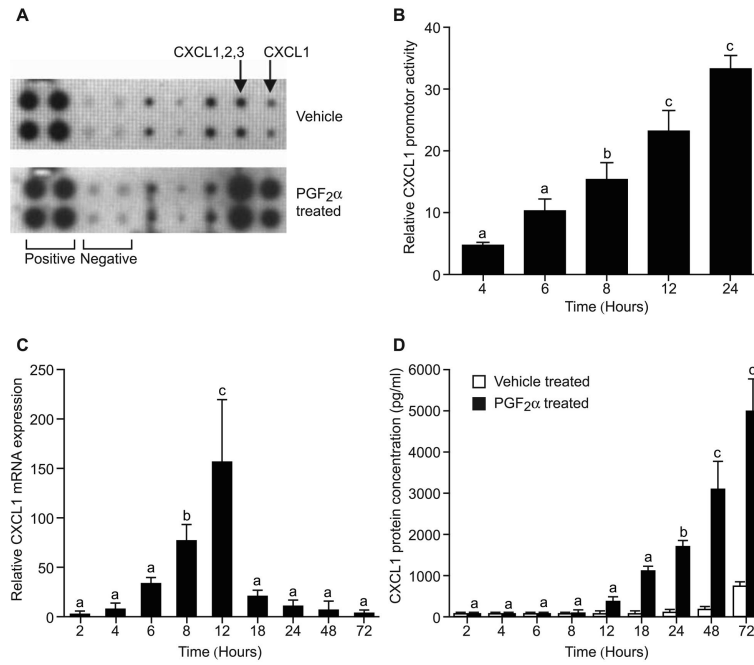 A
CXCL1,2,3 CXCL1
Vehicle
PGF2α
treated
Positive Negative
B
Relative CXCL1 promotor activity
40
30
20
10
0
a
a
b
c
c
4 6 8 12 24
Time (Hours)
C
Relative CXCL1 mRNA expression
250
200
150
100
50
0
a
a
a
b
c
a
a
a
a
2 4 6 8 12 18 24 48 72
Time (Hours)
D
CXCL1 protein concentration (pg/ml)
6000
5000
4000
3000
2000
1000
0
Vehicle treated
PGF2α treated
a
a
a
a
a
a
b
c
2 4 6 8 12 18 24 48 72
Time (Hours)